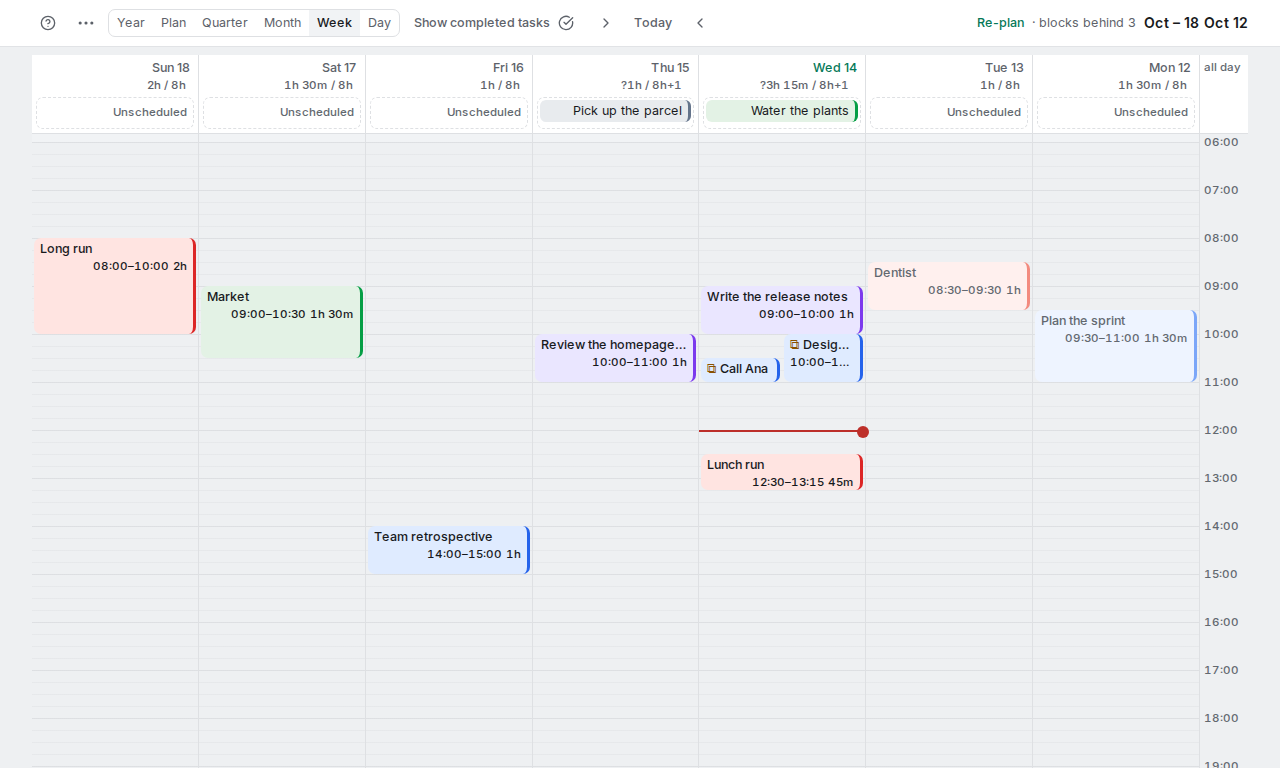 Year Plan Quarter Month Week Day Show completed tasks Today Re-plan · blocks behind 3 Oct – 18 Oct 12
Sun 18 Sat 17 Fri 16 Thu 15 Wed 14 Tue 13 Mon 12 all day
2h / 8h 1h 30m / 8h 1h / 8h ?1h / 8h+1 ?3h 15m / 8h+1 1h / 8h 1h 30m / 8h
Unscheduled Unscheduled Unscheduled Pick up the parcel Water the plants Unscheduled Unscheduled
06:00
07:00
08:00
Long run
08:00–10:00 2h
Dentist
08:30–09:30 1h
09:00
Market
09:00–10:30 1h 30m
Write the release notes
09:00–10:00 1h
Plan the sprint
09:30–11:00 1h 30m
10:00
Review the homepage...
10:00–11:00 1h
⧉ Desig...
10:00–1...
⧉ Call Ana
11:00
12:00
Lunch run
12:30–13:15 45m
13:00
14:00
Team retrospective
14:00–15:00 1h
15:00
16:00
17:00
18:00
19:00